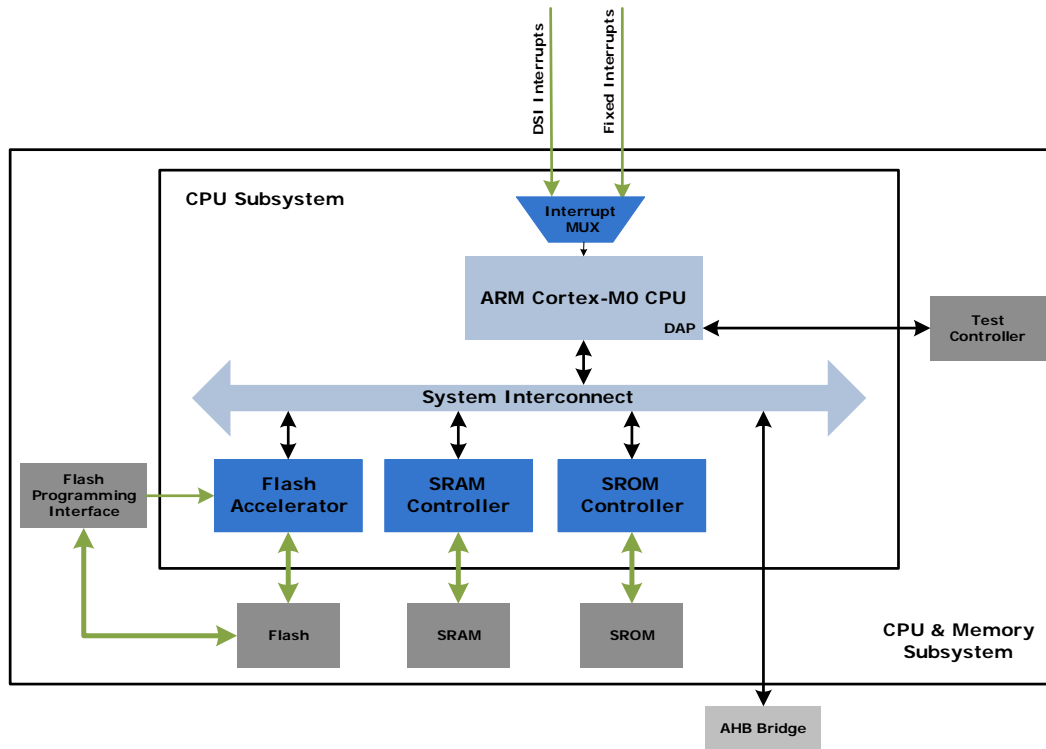 DSI Interrupts
Fixed Interrupts
CPU Subsystem
Interrupt
MUX
ARM Cortex-M0 CPU
DAP
Test
Controller
System Interconnect
Flash
Programming
Interface
Flash
Accelerator
SRAM
Controller
SROM
Controller
Flash
SRAM
SROM
CPU & Memory
Subsystem
AHB Bridge